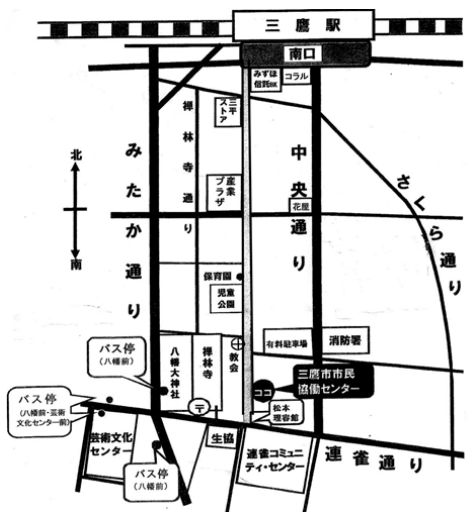 三鷹駅
南口
みずほ
信託BK
コラル
三平
ストア
禅林寺通り
みたか通り
中央通り
さくら通り
北
南
産業
プラザ
花屋
保育園
児童
公園
バス停
(八幡前)
八幡大神社
禅林寺
教会
有料駐車場
消防署
三鷹市市民
協働センター
ココ
バス停
(八幡前・芸術
文化センター前)
〒
松本
理容館
芸術文化
センター
生協
連雀コミュニ
ティ・センター
連雀通り
バス停
(八幡前)